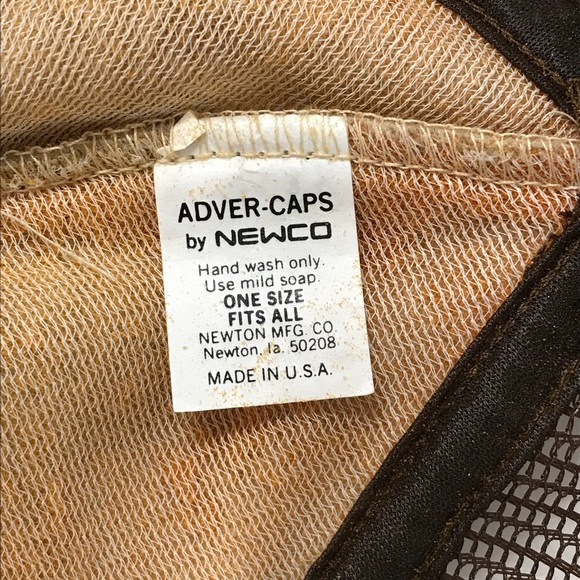 ADVER-CAPS
by NEWCO
Hand wash only.
Use mild soap.
ONE SIZE
FITS ALL
NEWTON MFG. CO.
Newton, Ia. 50208
MADE IN U.S.A.